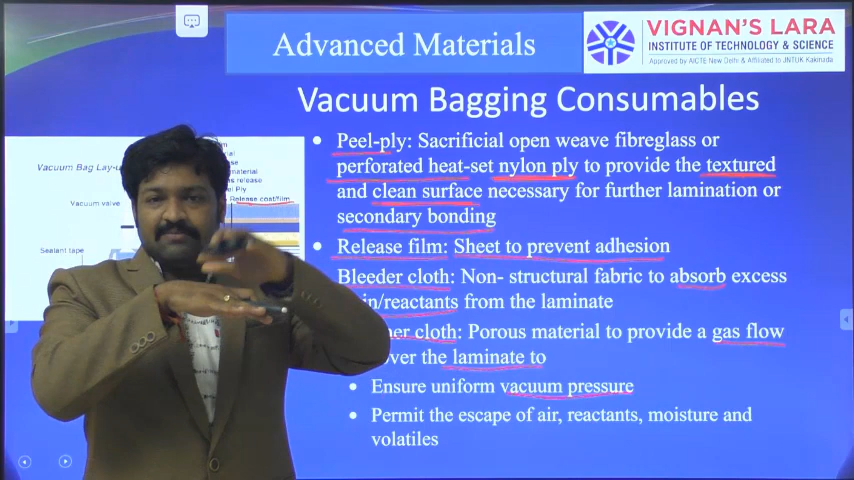 Advanced Materials
VIGNAN'S LARA
INSTITUTE OF TECHNOLOGY & SCIENCE
Approved by AICTE New Delhi & Affiliated to JNTUK Kakinada
Vacuum Bagging Consumables
Peel-ply: Sacrificial open weave fibreglass or
perforated heat-set nylon ply to provide the textured
and clean surface necessary for further lamination or
secondary bonding
Release film: Sheet to prevent adhesion
Bleeder cloth: Non- structural fabric to absorb excess
in/reactants from the laminate
her cloth: Porous material to provide a gas flow
over the laminate to
Ensure uniform vacuum pressure
Permit the escape of air, reactants, moisture and
volatiles
Vacuum Bag Lay-u
Release coat/film
Vacuum valve
Sealant tape